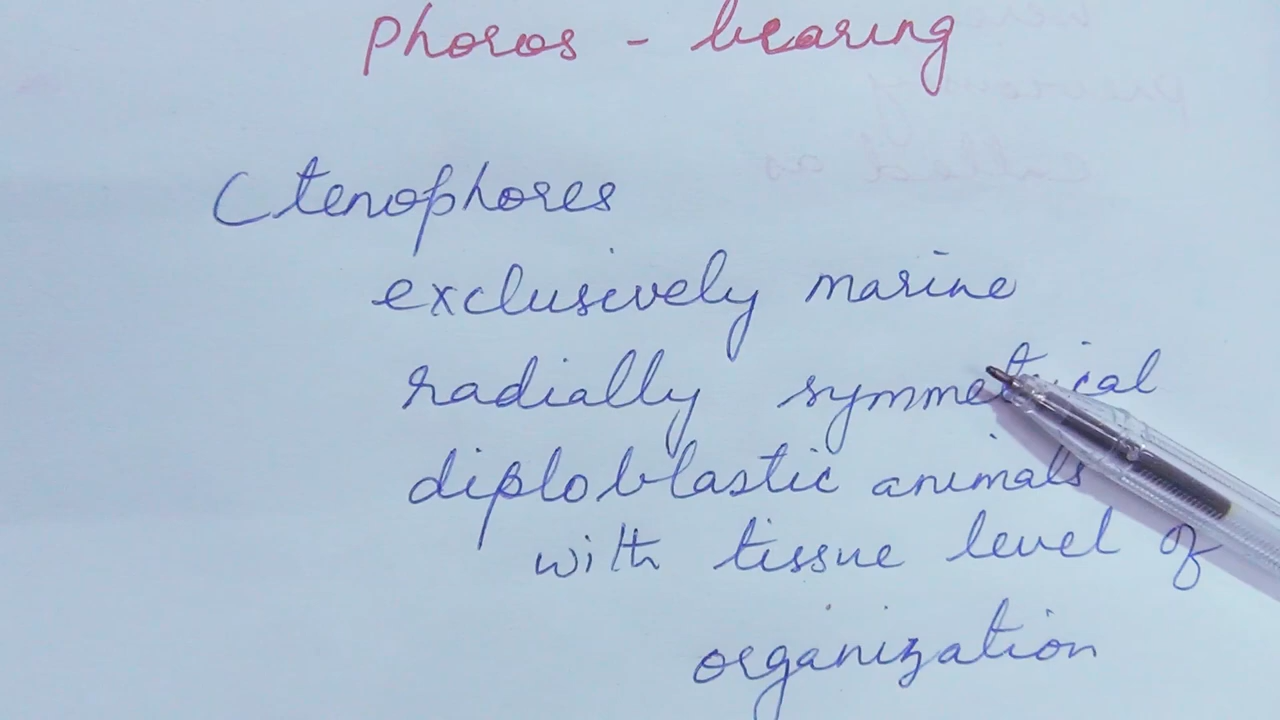 phoros - bearing
Ctenophores
exclusively marine
radially symmetrical
diploblastic animals
with tissue level of
organization